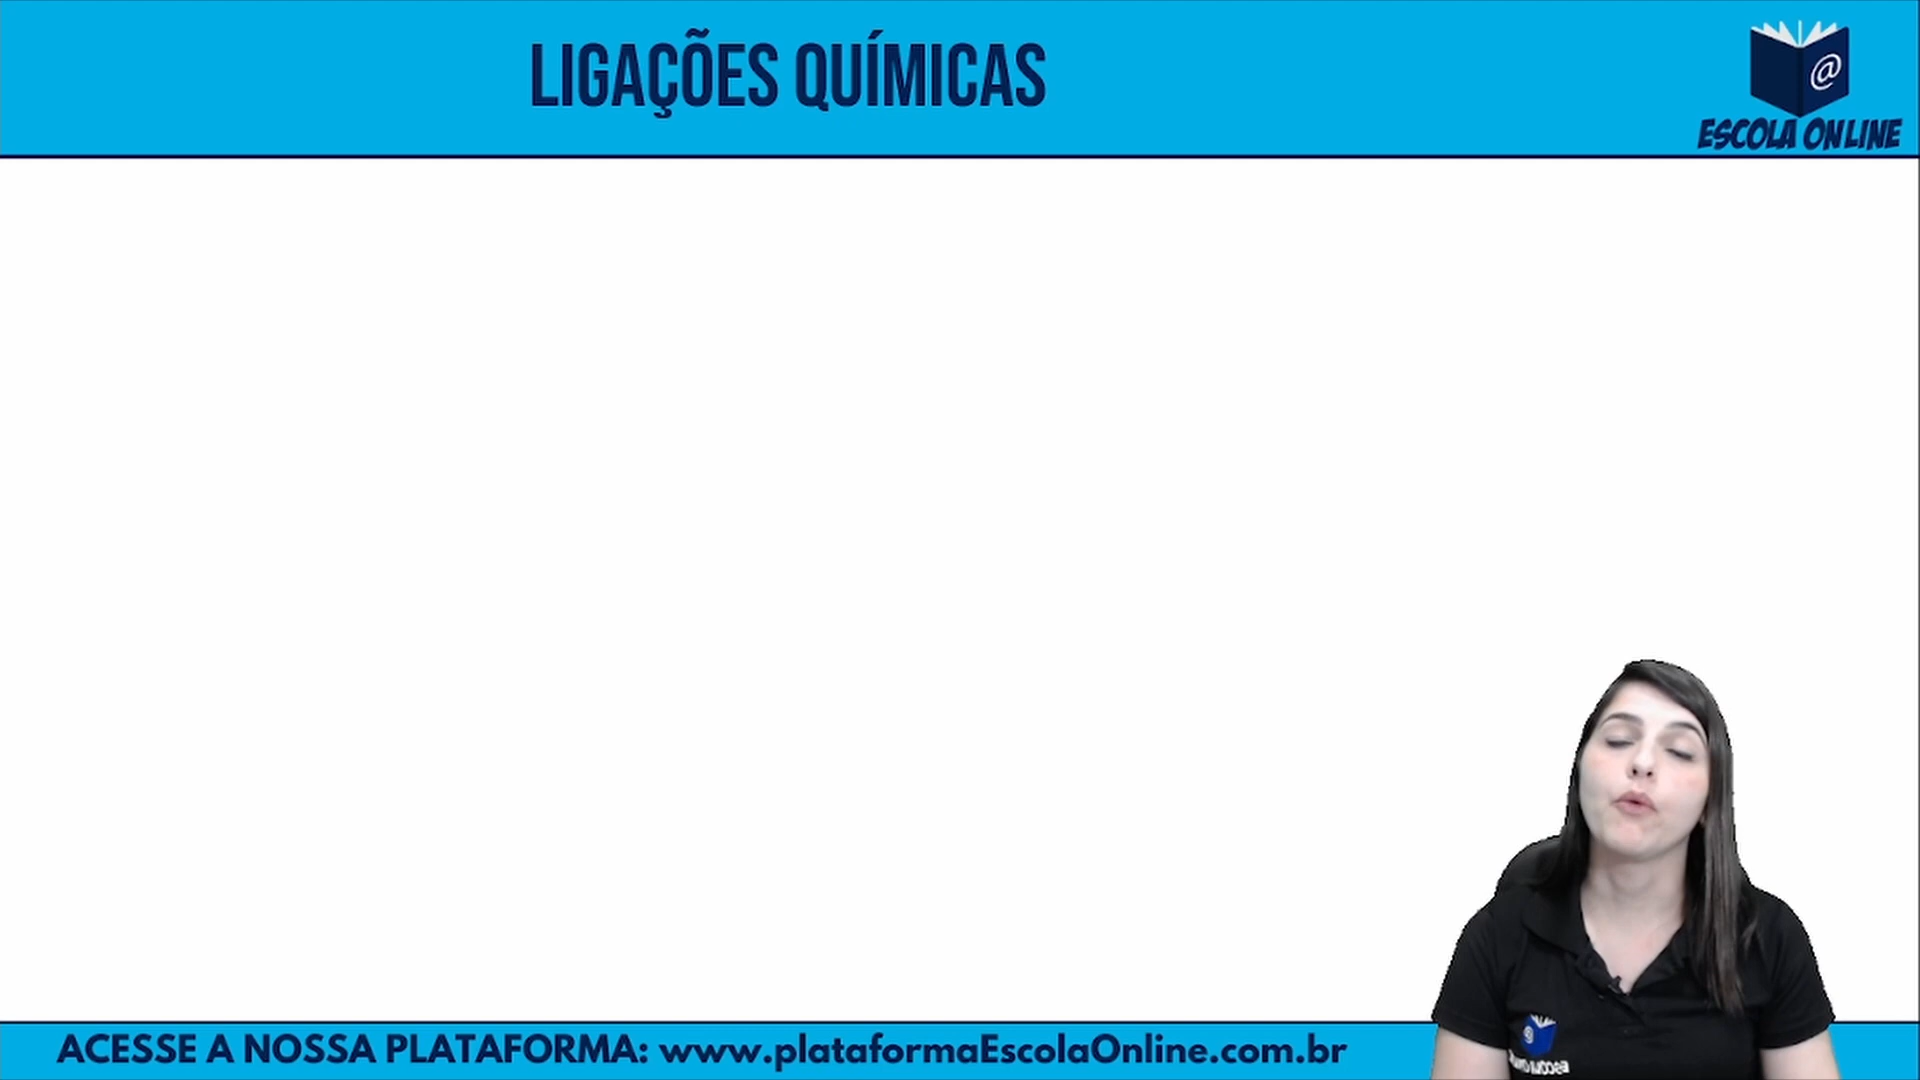 LIGAÇÕES QUÍMICAS
@
ESCOLA ONLINE
ACESSE A NOSSA PLATAFORMA: www.plataformaEscolaOnline.com.br